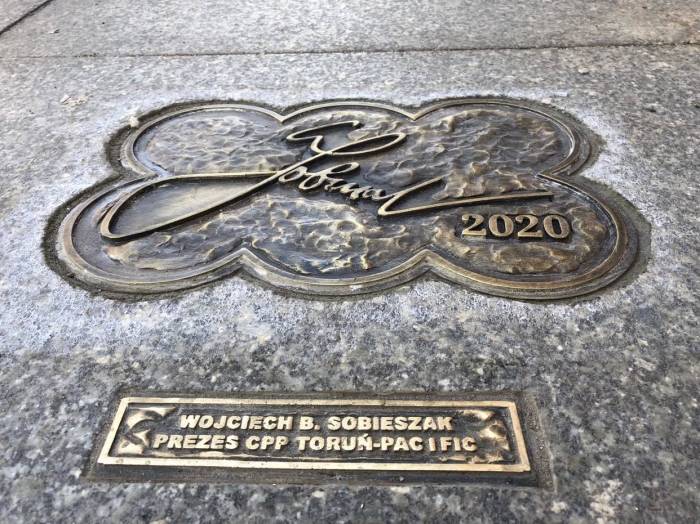 2020
WOJCIECH B. SOBIESZAK
PREZES CPP TORUŃ-PACIFIC